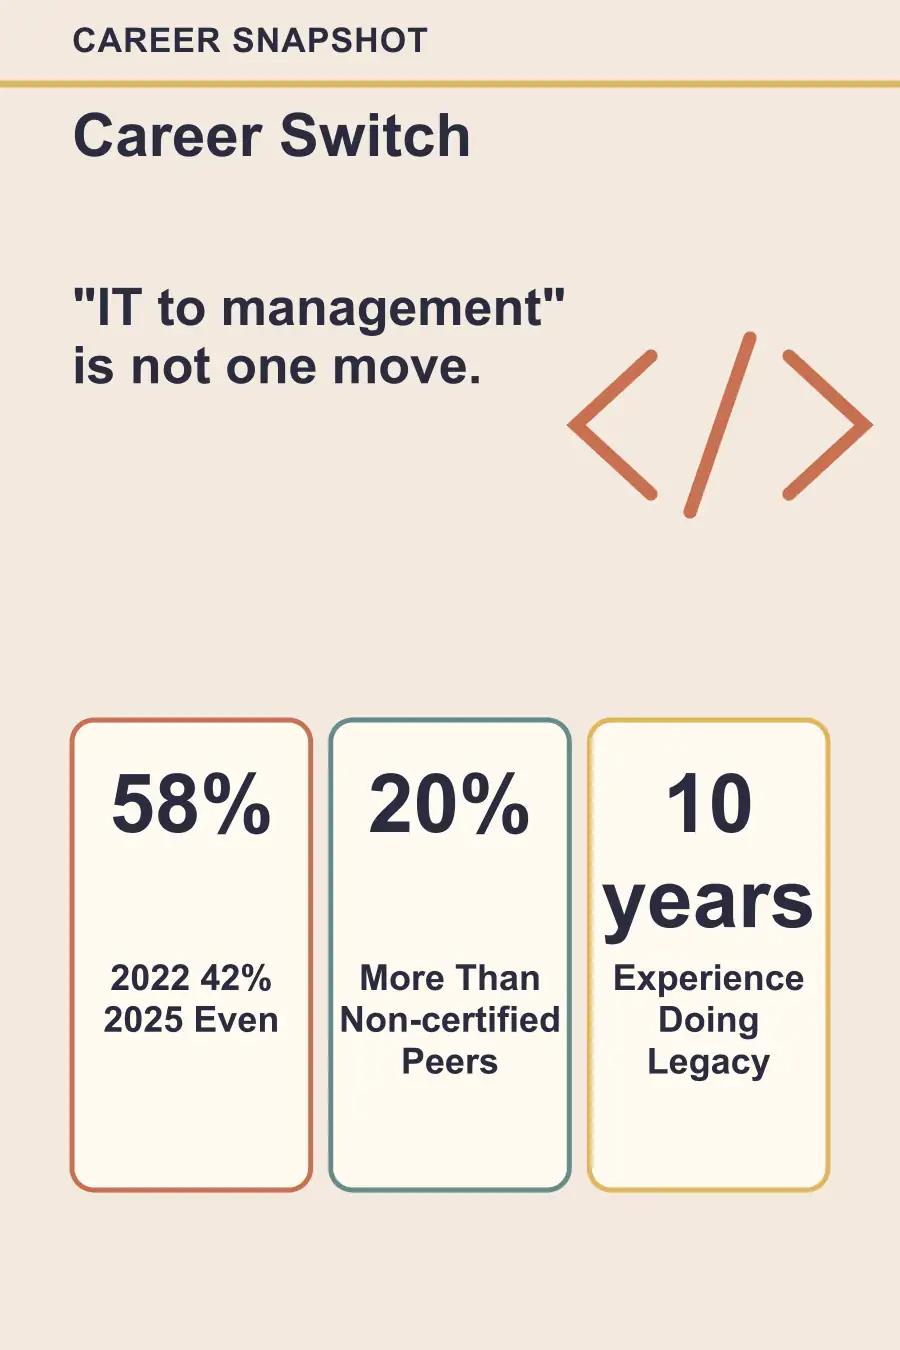 CAREER SNAPSHOT
Career Switch
"IT to management"
is not one move.
58%
2022 42%
2025 Even
20%
More Than
Non-certified
Peers
10
years
Experience
Doing
Legacy